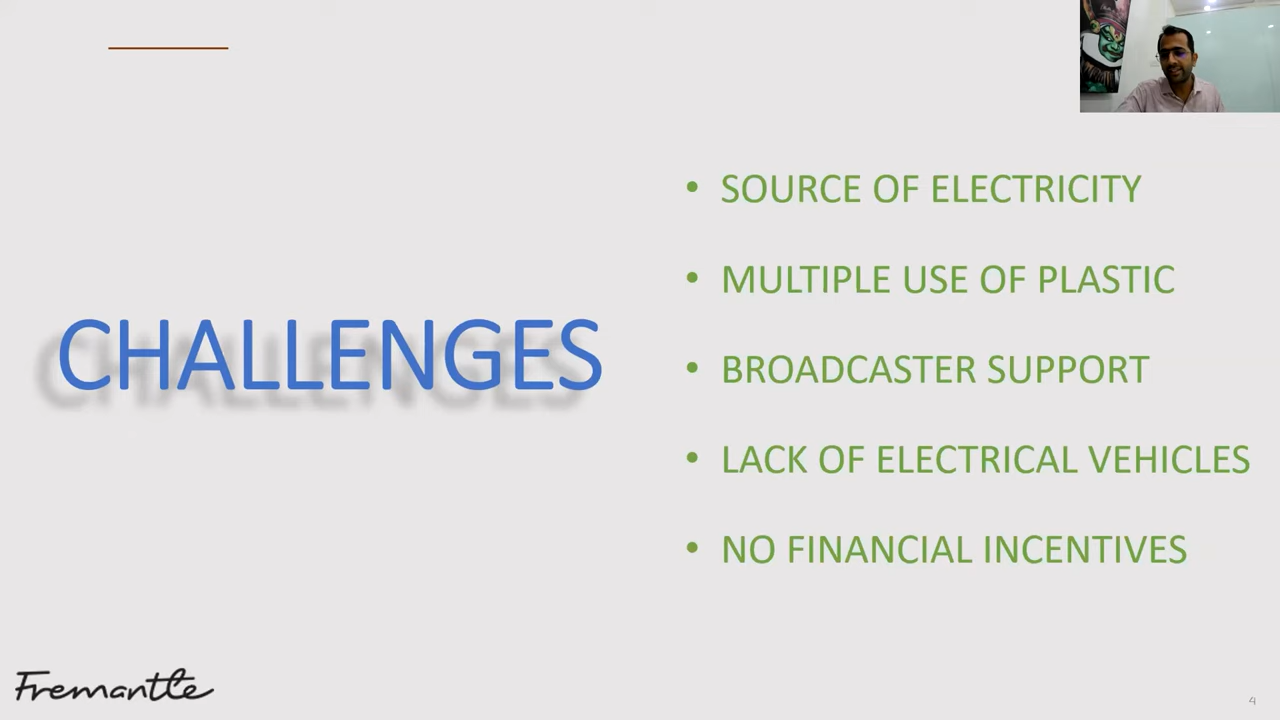 CHALLENGES
• SOURCE OF ELECTRICITY
• MULTIPLE USE OF PLASTIC
• BROADCASTER SUPPORT
• LACK OF ELECTRICAL VEHICLES
• NO FINANCIAL INCENTIVES
Fremantle
4